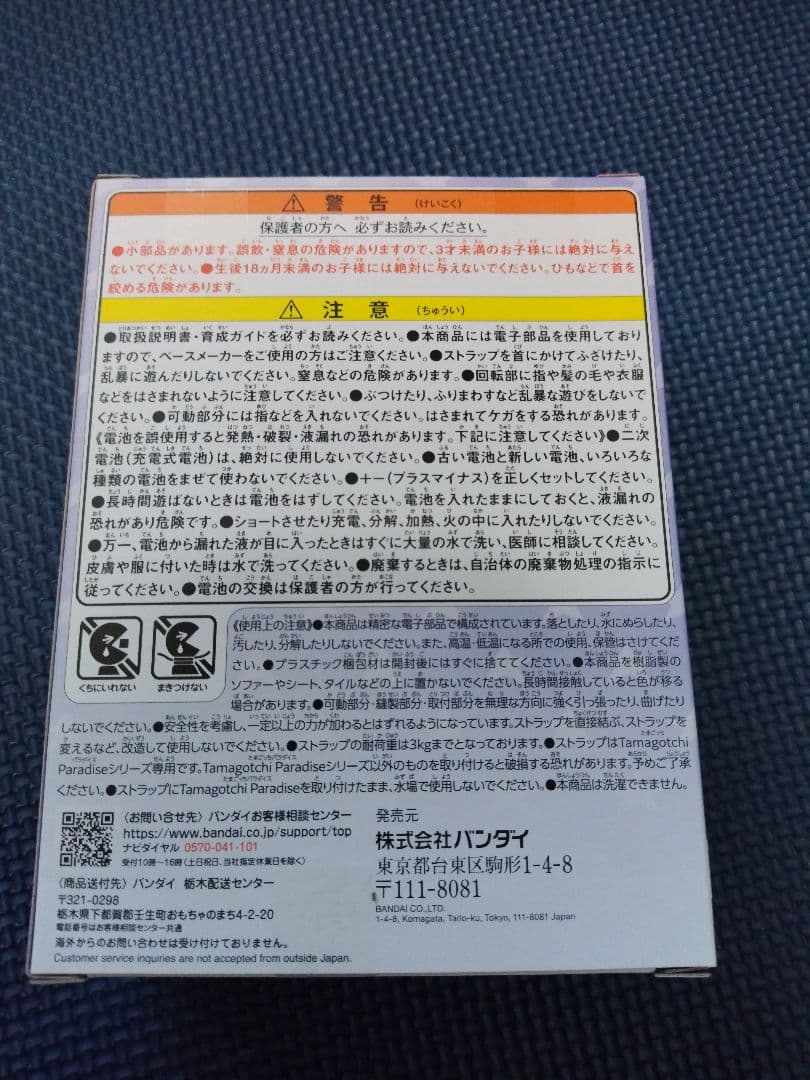 警告 (けいこく)
保護者の方へ 必ずお読みください。
●小部品があります。誤飲・窒息の危険がありますので、3才未満のお子様には絶対に与え
ないでください。●生後18ヵ月未満のお子様には絶対に与えないでください。ひもなどで首を
絞める危険があります。
注意 (ちゅうい)
●取扱説明書・育成ガイドを必ずお読みください。●本商品には電子部品を使用しており
ますので、ペースメーカーをご使用の方はご注意ください。●ストラップを首にかけてふざけたり、
乱暴に遊んだりしないでください。窒息などの危険があります。●回転部に指や髪の毛や衣服
などをはさまれないように注意してください。●ぶつけたり、ふりまわすなど乱暴な遊びをしないで
ください。●可動部分には指などを入れないでください。はさまれてケガをする恐れがあります。
《電池を誤使用すると発熱・破裂・液漏れの恐れがあります。下記に注意してください》●二次
電池(充電式電池)は、絶対に使用しないでください。●古い電池と新しい電池、いろいろな
種類の電池をまぜて使わないでください。●+-(プラスマイナス)を正しくセットしてください。
●長時間遊ばないときは電池をはずしてください。電池を入れたままにしておくと、液漏れの
恐れがあり危険です。●ショートさせたり充電、分解、加熱、火の中に入れたりしないでください。
●万一、電池から漏れた液が目に入ったときはすぐに大量の水で洗い、医師に相談してください。
皮膚や服に付いた時は水で洗ってください。●廃棄するときは、自治体の廃棄物処理の指示に
従ってください。●電池の交換は保護者の方が行ってください。
くちにいれない
まきつけない
《使用上の注意》●本商品は精密な電子部品で構成されています。落としたり、水にぬらしたり、
汚したり、分解したりしないでください。また、高温・低温になる所での使用、保管はさけてくだ
さい。●プラスチック梱包材は開封後にはすぐに捨ててください。●本商品を樹脂製の
ソファーやシート、タイルなどの上に置かないでください。長時間接触していると色が移る
場合があります。●可動部分・縫製部分・取付部分を無理な方向に強く引っ張ったり、曲げたり
しないでください。●安全性を考慮し、一定以上の力が加わるとはずれるようになっています。ストラップを直接結ぶ、ストラップを
変えるなど、改造して使用しないでください。●ストラップの耐荷重は3kgまでとなっております。●ストラップはTamagotchi
Paradiseシリーズ専用です。Tamagotchi Paradiseシリーズ以外のものを取り付けると破損する恐れがあります。予めご了承
ください。●ストラップにTamagotchi Paradiseを取り付けたまま、水場で使用しないでください。●本商品は洗濯できません。
〈お問い合せ先〉バンダイお客様相談センター
https://www.bandai.co.jp/support/top
ナビダイヤル 0570-041-101
受付10時〜16時(土日祝日、当社指定休業日を除く)
〈商品送付先〉バンダイ 栃木配送センター
〒321-0298
栃木県下都賀郡壬生町おもちゃのまち4-2-20
電話番号はお客様相談センター共通
海外からのお問い合わせは受け付けておりません。
Customer service inquiries are not accepted from outside Japan.
発売元
株式会社バンダイ
東京都台東区駒形1-4-8
〒111-8081
BANDAI CO.,LTD.
1-4-8, Komagata, Taito-ku, Tokyo, 111-8081 Japan